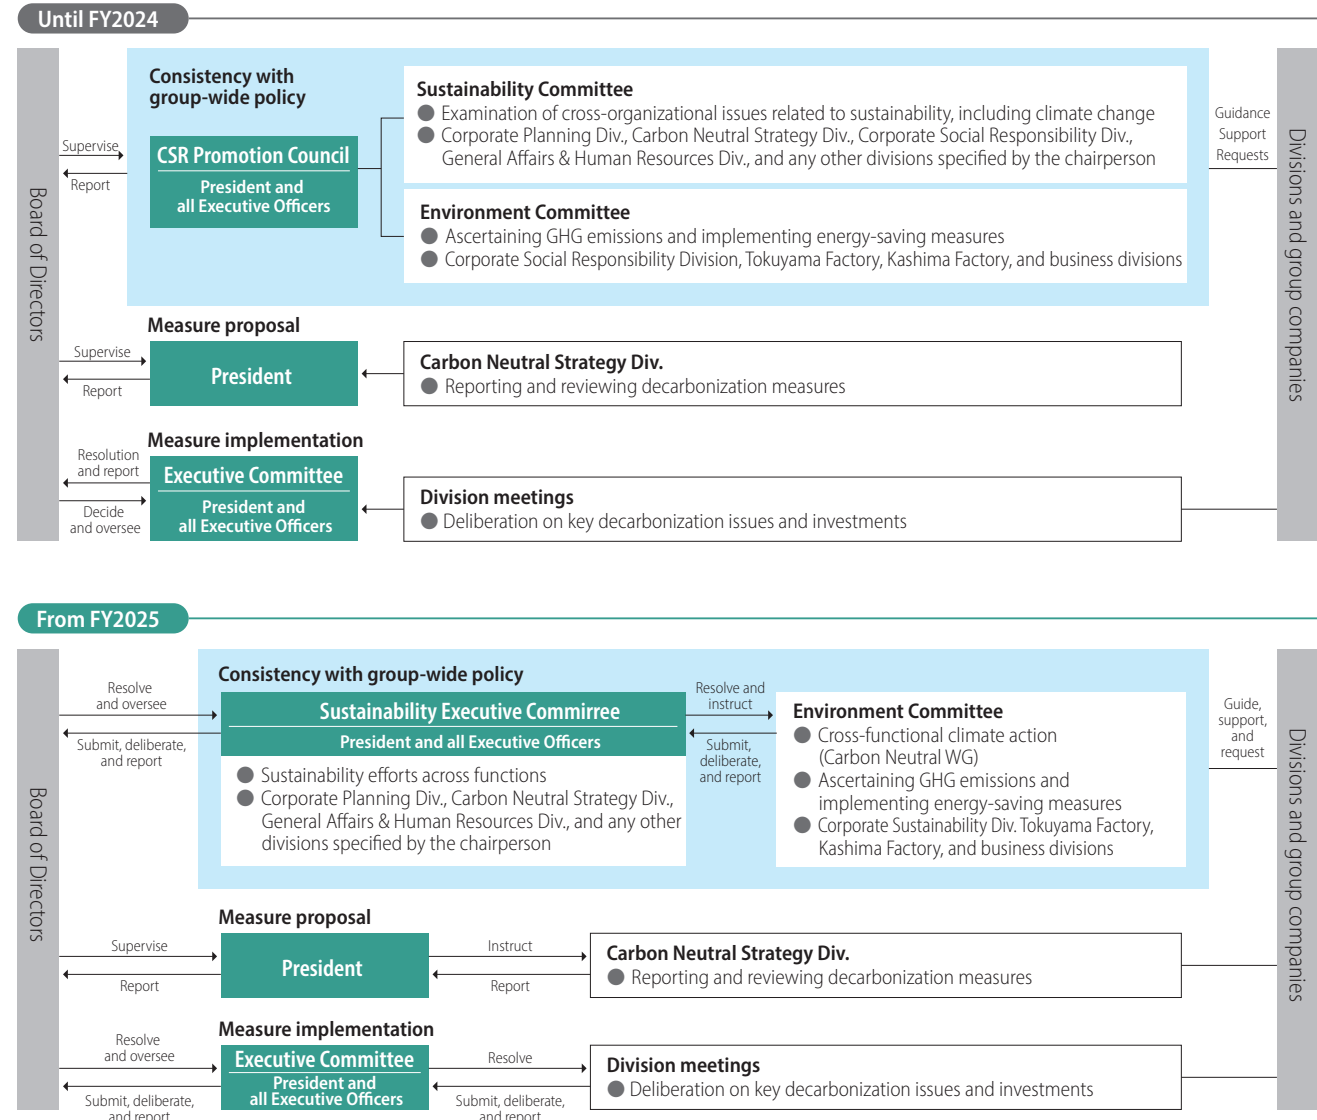 Until FY2024
Board of Directors
Supervise
Report
Consistency with
group-wide policy
CSR Promotion Council
President and
all Executive Officers
Sustainability Committee
● Examination of cross-organizational issues related to sustainability, including climate change
● Corporate Planning Div., Carbon Neutral Strategy Div., Corporate Social Responsibility Div.,
General Affairs & Human Resources Div., and any other divisions specified by the chairperson
Environment Committee
● Ascertaining GHG emissions and implementing energy-saving measures
● Corporate Social Responsibility Division, Tokuyama Factory, Kashima Factory, and business divisions
Guidance
Support
Requests
Divisions and group companies
Measure proposal
Supervise
Report
President
Carbon Neutral Strategy Div.
● Reporting and reviewing decarbonization measures
Measure implementation
Resolution
and report
Decide
and oversee
Executive Committee
President and
all Executive Officers
Division meetings
● Deliberation on key decarbonization issues and investments
From FY2025
Board of Directors
Resolve
and oversee
Submit, deliberate,
and report
Consistency with group-wide policy
Sustainability Executive Commirree
President and all Executive Officers
● Sustainability efforts across functions
● Corporate Planning Div., Carbon Neutral Strategy Div.,
General Affairs & Human Resources Div., and any other
divisions specified by the chairperson
Resolve and
instruct
Submit,
deliberate,
and report
Environment Committee
● Cross-functional climate action
(Carbon Neutral WG)
● Ascertaining GHG emissions and
implementing energy-saving measures
● Corporate Sustainability Div. Tokuyama Factory,
Kashima Factory, and business divisions
Guide,
support,
and
request
Divisions and group companies
Measure proposal
Supervise
Report
President
Instruct
Report
Carbon Neutral Strategy Div.
● Reporting and reviewing decarbonization measures
Measure implementation
Resolve
and oversee
Submit, deliberate,
and report
Executive Committee
President and
all Executive Officers
Resolve
Submit, deliberate,
and report
Division meetings
● Deliberation on key decarbonization issues and investments